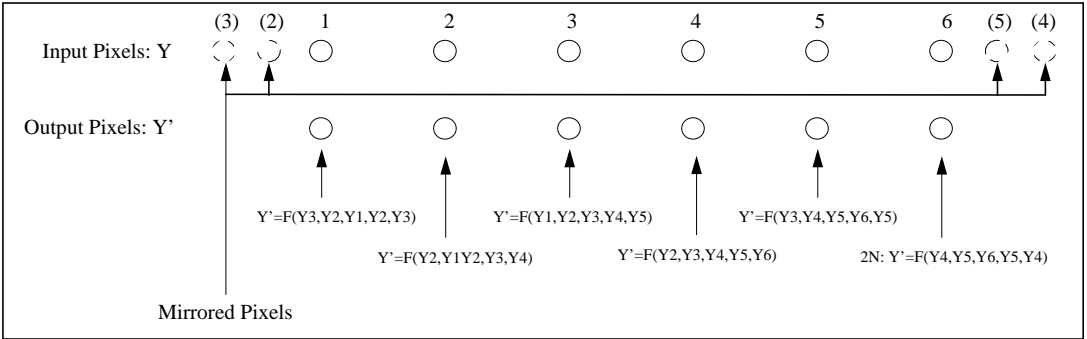 (3) (2) 1 2 3 4 5 6 (5) (4)
Input Pixels: Y
Output Pixels: Y’
Y’=F(Y3,Y2,Y1,Y2,Y3) Y’=F(Y1,Y2,Y3,Y4,Y5) Y’=F(Y3,Y4,Y5,Y6,Y5)
Y’=F(Y2,Y1Y2,Y3,Y4) Y’=F(Y2,Y3,Y4,Y5,Y6) 2N: Y’=F(Y4,Y5,Y6,Y5,Y4)
Mirrored Pixels